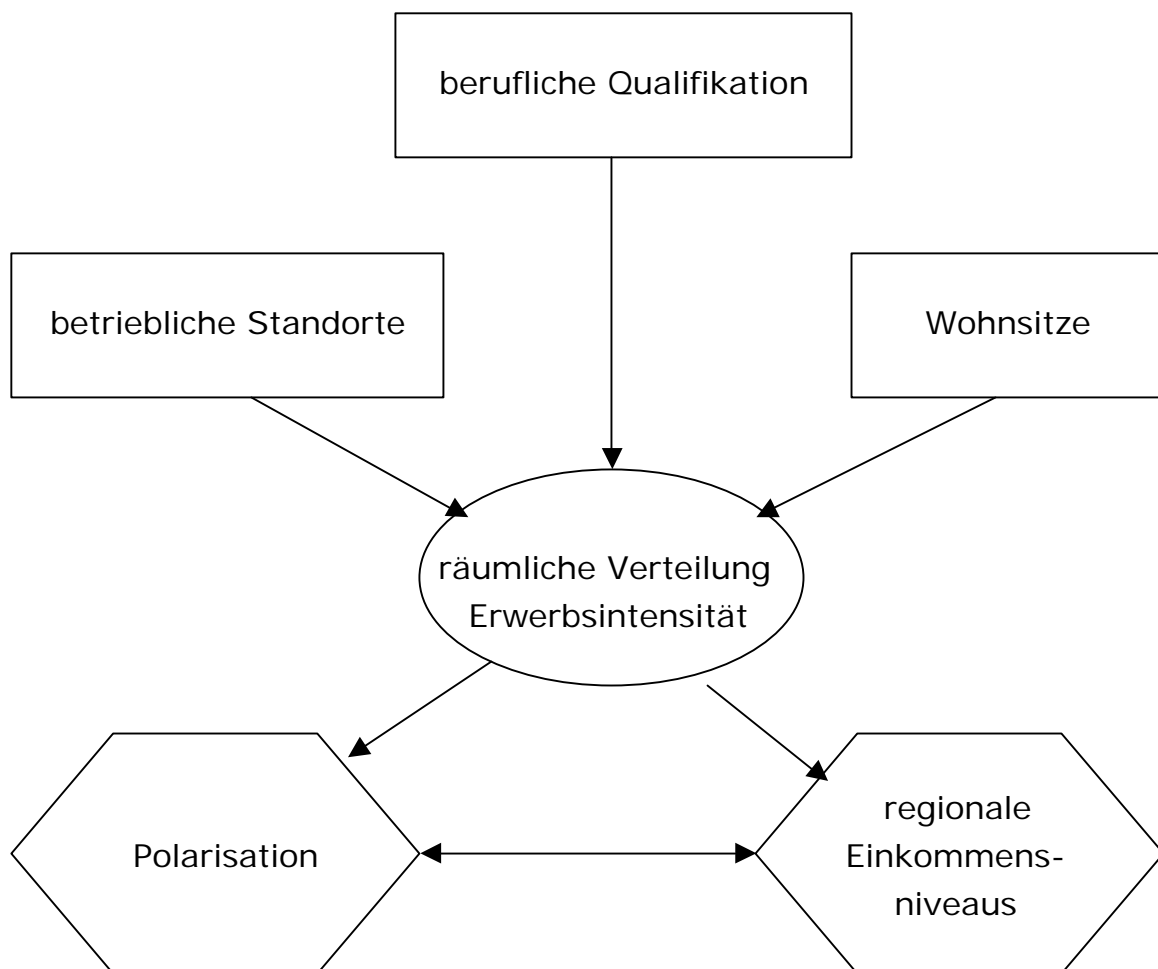 berufliche Qualifikation
betriebliche Standorte
Wohnsitze
räumliche Verteilung
Erwerbsintensität
Polarisation
regionale
Einkommens-
niveaus